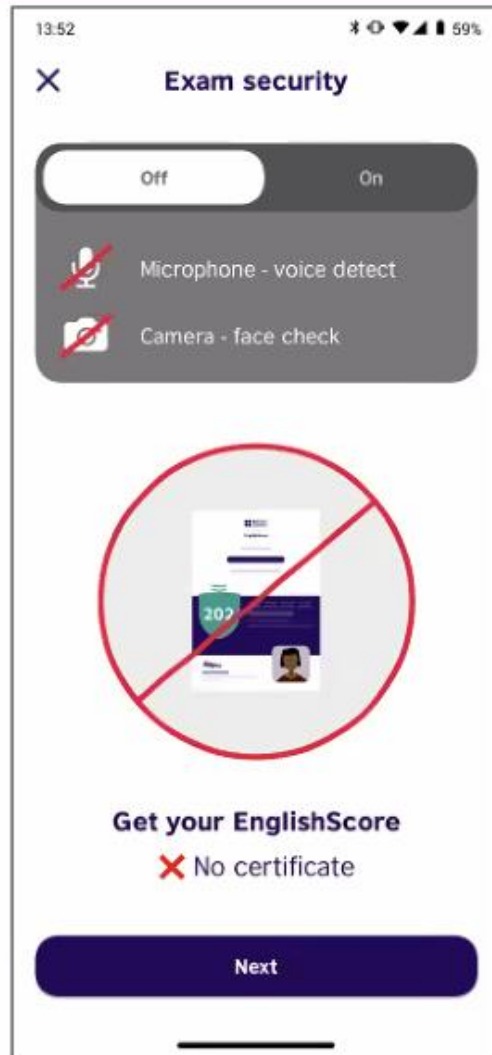 13:52 59%
Exam security
Off On
Microphone - voice detect
Camera - face check
202
Get your EnglishScore
No certificate
Next